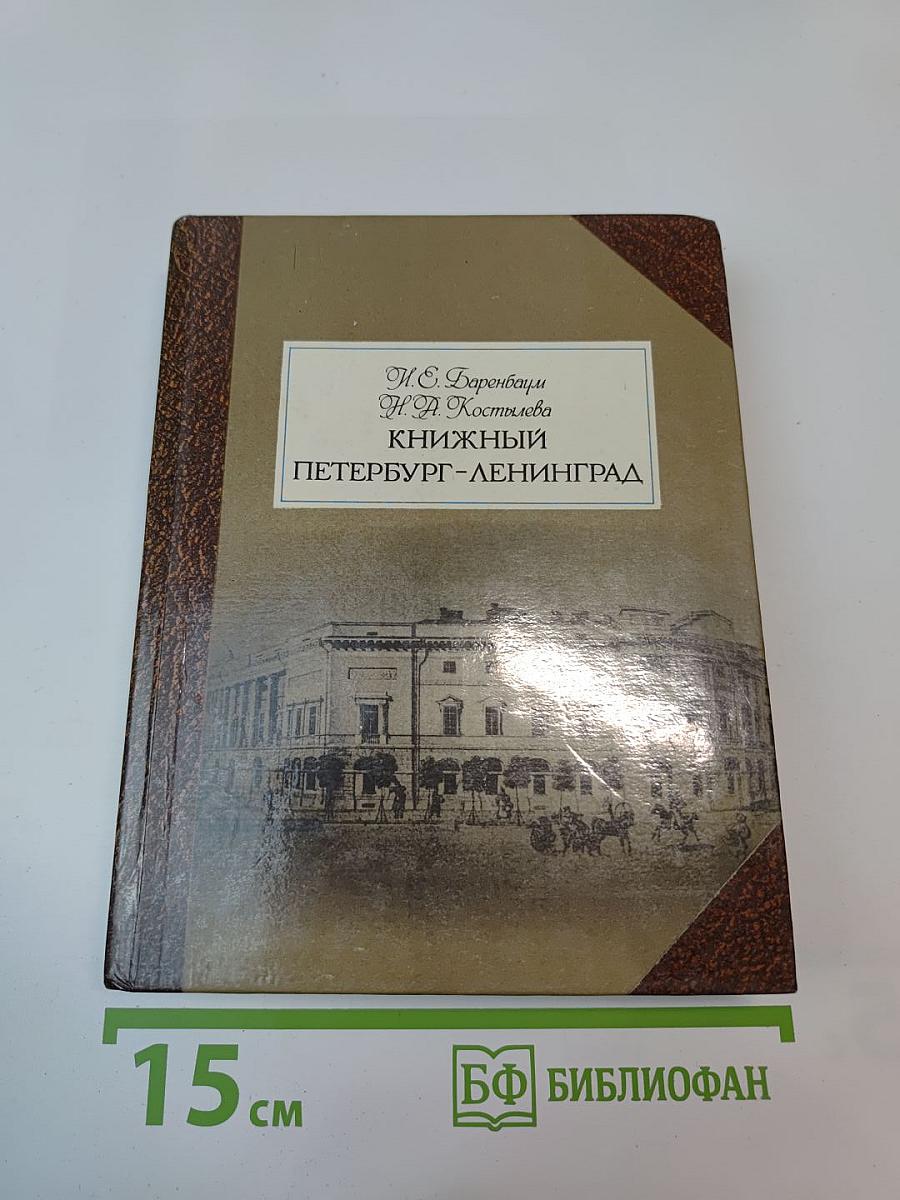 И. Е. Баренбаум
Н. А. Костылева
КНИЖНЫЙ
ПЕТЕРБУРГ–ЛЕНИНГРАД
15 см
БФ БИБЛИОФАН